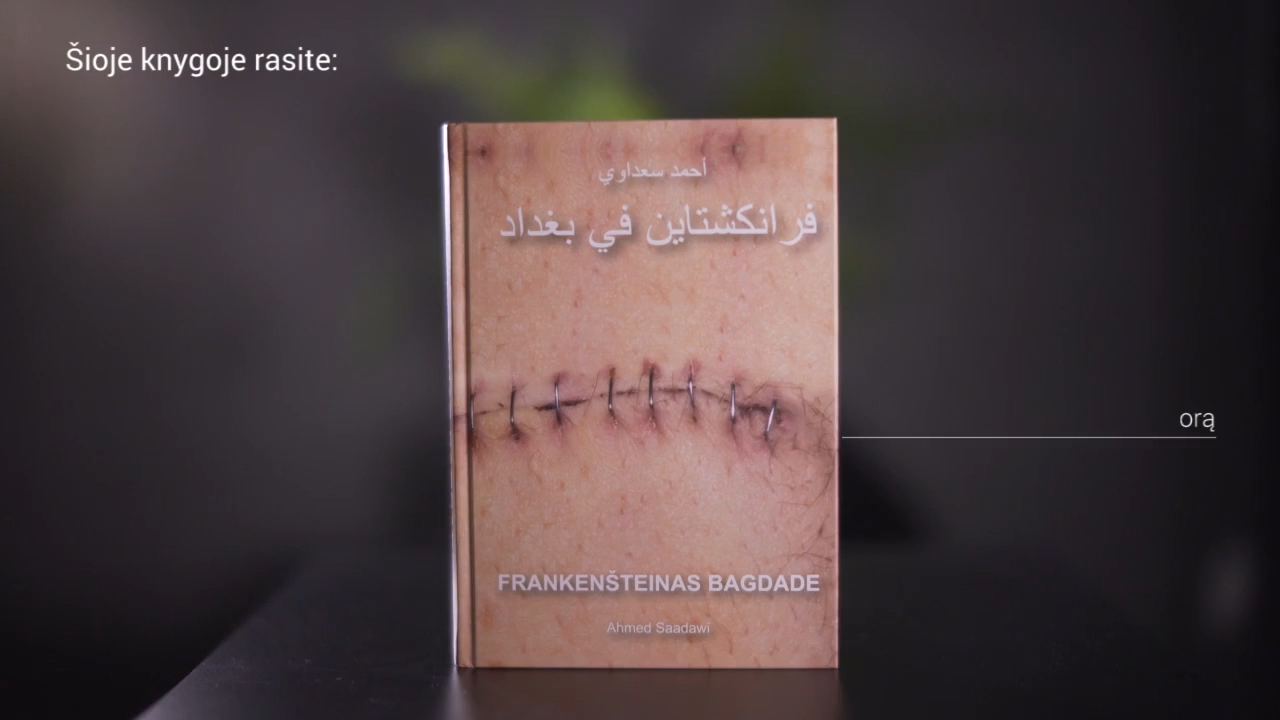 Šioje knygoje rasite:
أحمد سعداوي
فرانكشتاين في بغداد
orą
FRANKENŠTEINAS BAGDADE
Ahmed Saadawi